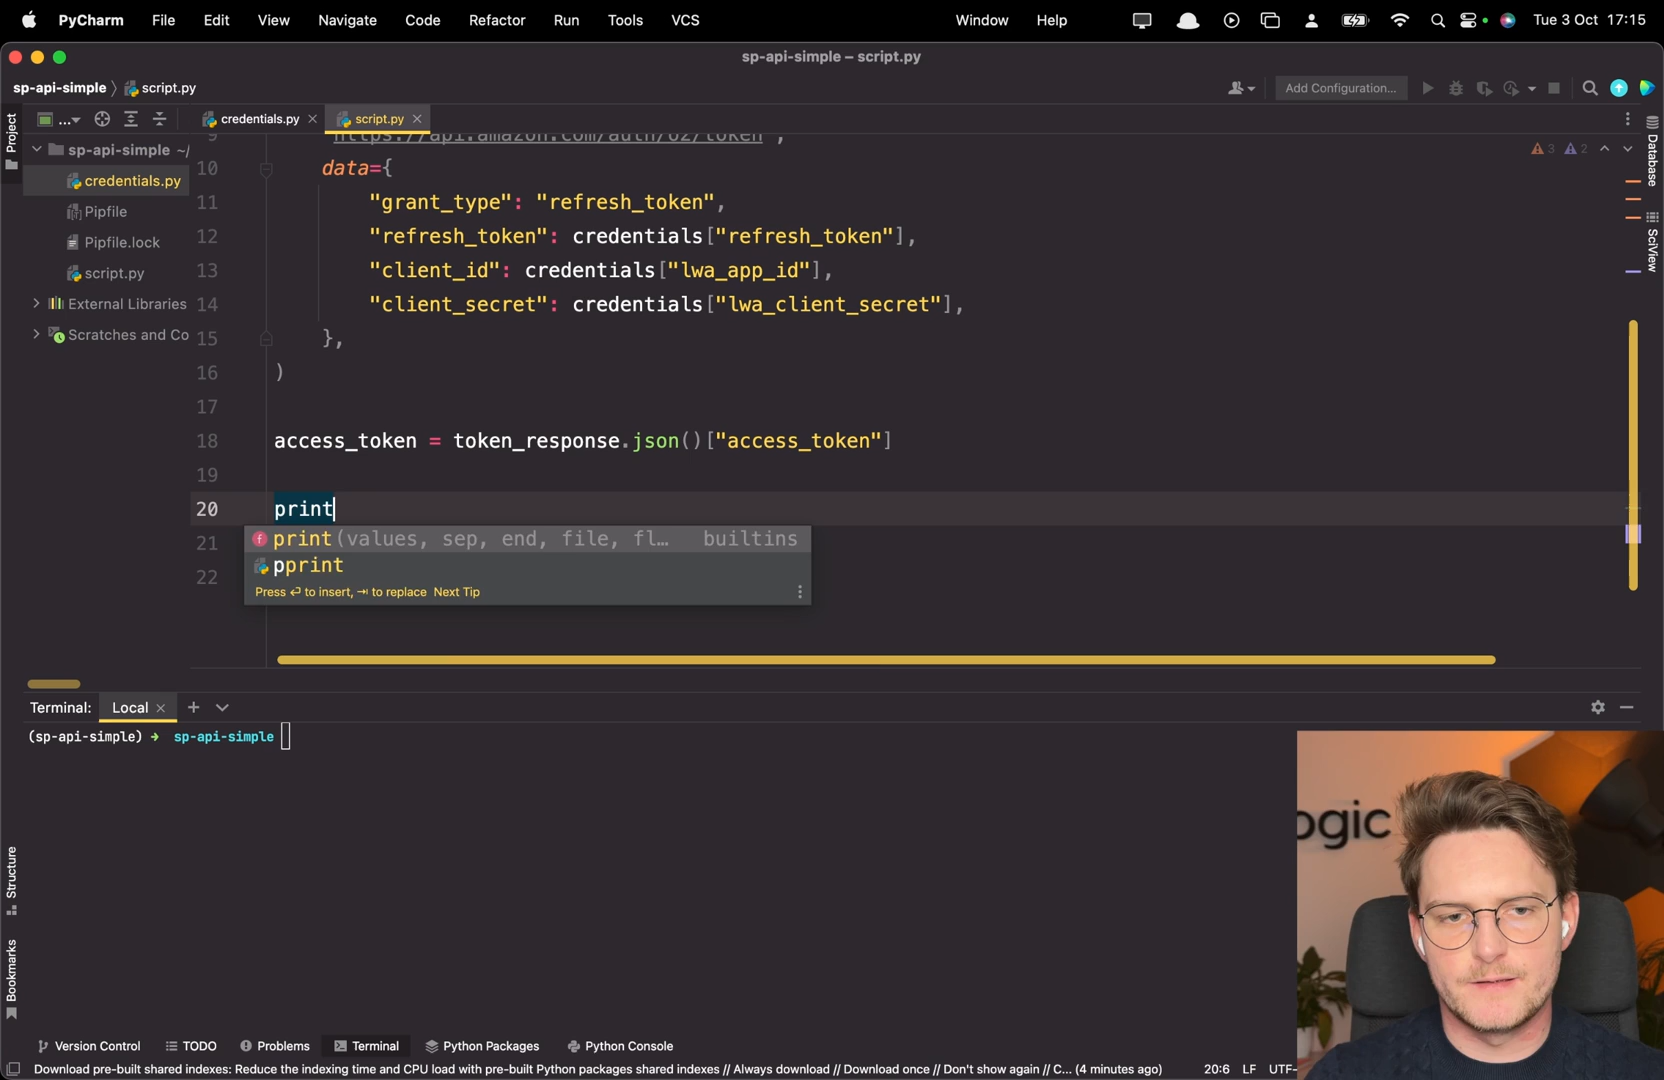 PyCharm File Edit View Navigate Code Refactor Run Tools VCS Window Help Tue 3 Oct 17:15
sp-api-simple – script.py
sp-api-simple script.py Add Configuration...
Project ... credentials.py script.py
sp-api-simple ~/
credentials.py
Pipfile
Pipfile.lock
script.py
External Libraries
Scratches and Co
9 "https://api.amazon.com/auth/o2/token",
10 data={
11 "grant_type": "refresh_token",
12 "refresh_token": credentials["refresh_token"],
13 "client_id": credentials["lwa_app_id"],
14 "client_secret": credentials["lwa_client_secret"],
15 },
16 )
17
18 access_token = token_response.json()["access_token"]
19
20 print
21
22
print(values, sep, end, file, fl... builtins
pprint
Press ⏎ to insert, ⇥ to replace Next Tip
3 2
Database
SciView
Terminal: Local
(sp-api-simple) → sp-api-simple
ogic
Structure
Bookmarks
Version Control TODO Problems Terminal Python Packages Python Console
Download pre-built shared indexes: Reduce the indexing time and CPU load with pre-built Python packages shared indexes // Always download // Download once // Don't show again // C... (4 minutes ago) 20:6 LF UTF-